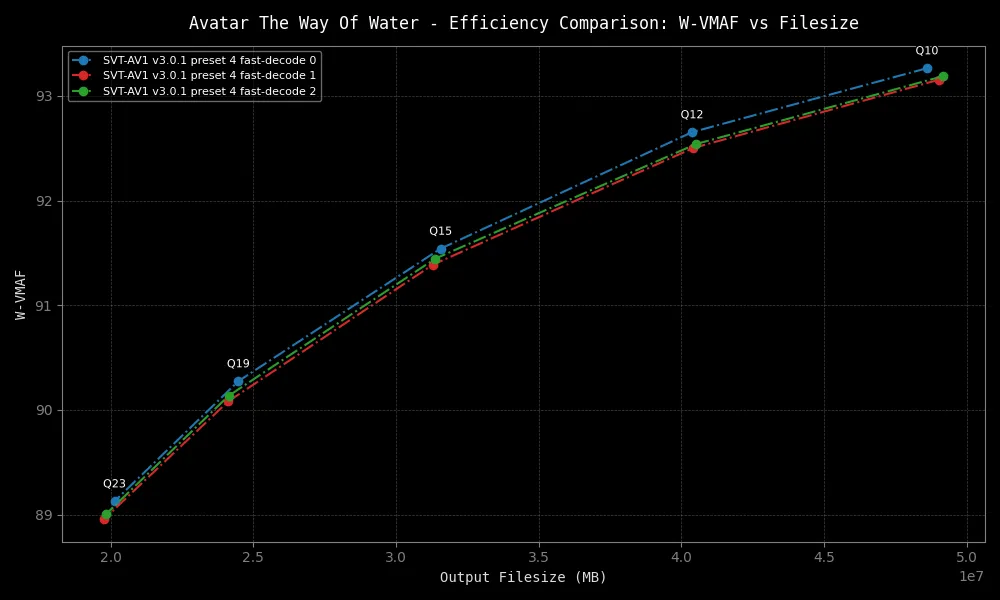 Avatar The Way Of Water - Efficiency Comparison: W-VMAF vs Filesize
SVT-AV1 v3.0.1 preset 4 fast-decode 0
SVT-AV1 v3.0.1 preset 4 fast-decode 1
SVT-AV1 v3.0.1 preset 4 fast-decode 2
Q10
Q12
Q15
Q19
Q23
93
92
91
90
89
W-VMAF
2.0 2.5 3.0 3.5 4.0 4.5 5.0
1e7
Output Filesize (MB)